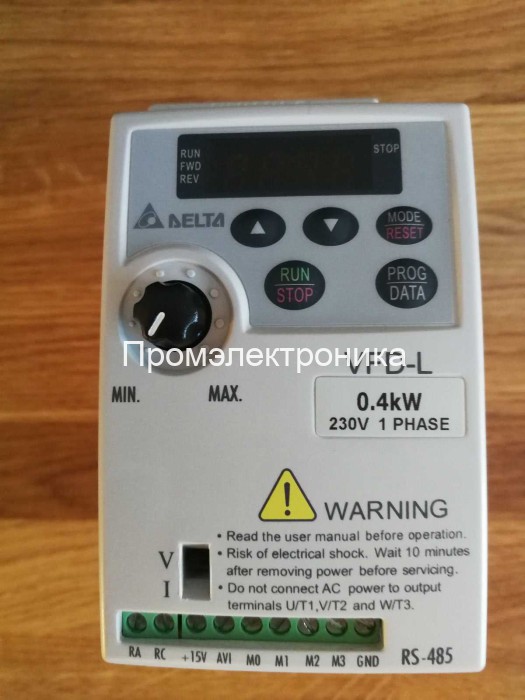 RUN
FWD
REV
STOP
DELTA
MODE
RESET
RUN
STOP
PROG
DATA
Промэлектроника
VFD-L
MIN. MAX.
0.4kW
230V 1 PHASE
WARNING
• Read the user manual before operation.
• Risk of electrical shock. Wait 10 minutes
after removing power before servicing.
• Do not connect AC power to output
terminals U/T1,V/T2 and W/T3.
V
I
RA RC +15V AVI M0 M1 M2 M3 GND RS-485